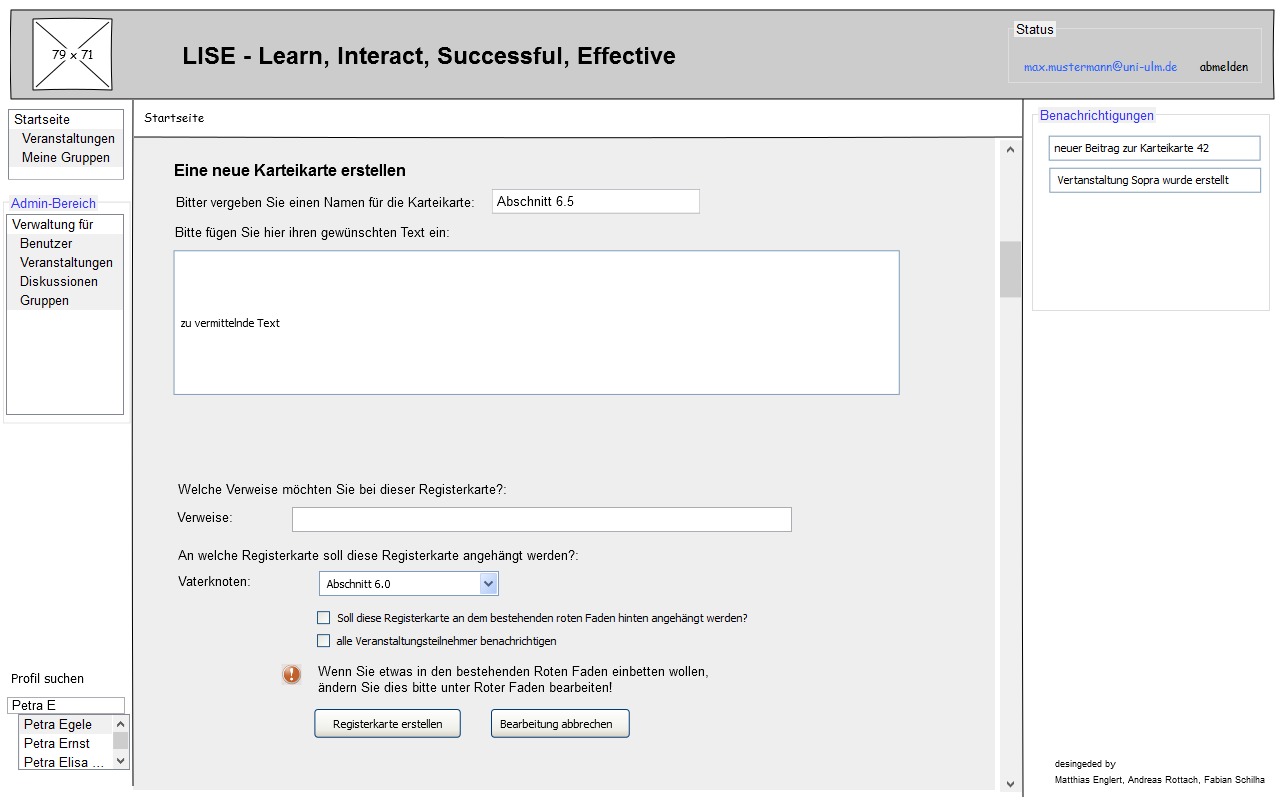 79 x 71
LISE - Learn, Interact, Successful, Effective
Status
max.mustermann@uni-ulm.de abmelden
Startseite
Veranstaltungen
Meine Gruppen
Admin-Bereich
Verwaltung für
Benutzer
Veranstaltungen
Diskussionen
Gruppen
Profil suchen
Petra E
Petra Egele
Petra Ernst
Petra Elisa ...
Startseite
Eine neue Karteikarte erstellen
Bitter vergeben Sie einen Namen für die Karteikarte: Abschnitt 6.5
Bitte fügen Sie hier ihren gewünschten Text ein:
zu vermittelnde Text
Welche Verweise möchten Sie bei dieser Registerkarte?:
Verweise:
An welche Registerkarte soll diese Registerkarte angehängt werden?:
Vaterknoten: Abschnitt 6.0
Soll diese Registerkarte an dem bestehenden roten Faden hinten angehängt werden?
alle Veranstaltungsteilnehmer benachrichtigen
Wenn Sie etwas in den bestehenden Roten Faden einbetten wollen,
ändern Sie dies bitte unter Roter Faden bearbeiten!
Registerkarte erstellen Bearbeitung abbrechen
Benachrichtigungen
neuer Beitrag zur Karteikarte 42
Vertanstaltung Sopra wurde erstellt
desingeded by
Matthias Englert, Andreas Rottach, Fabian Schilha